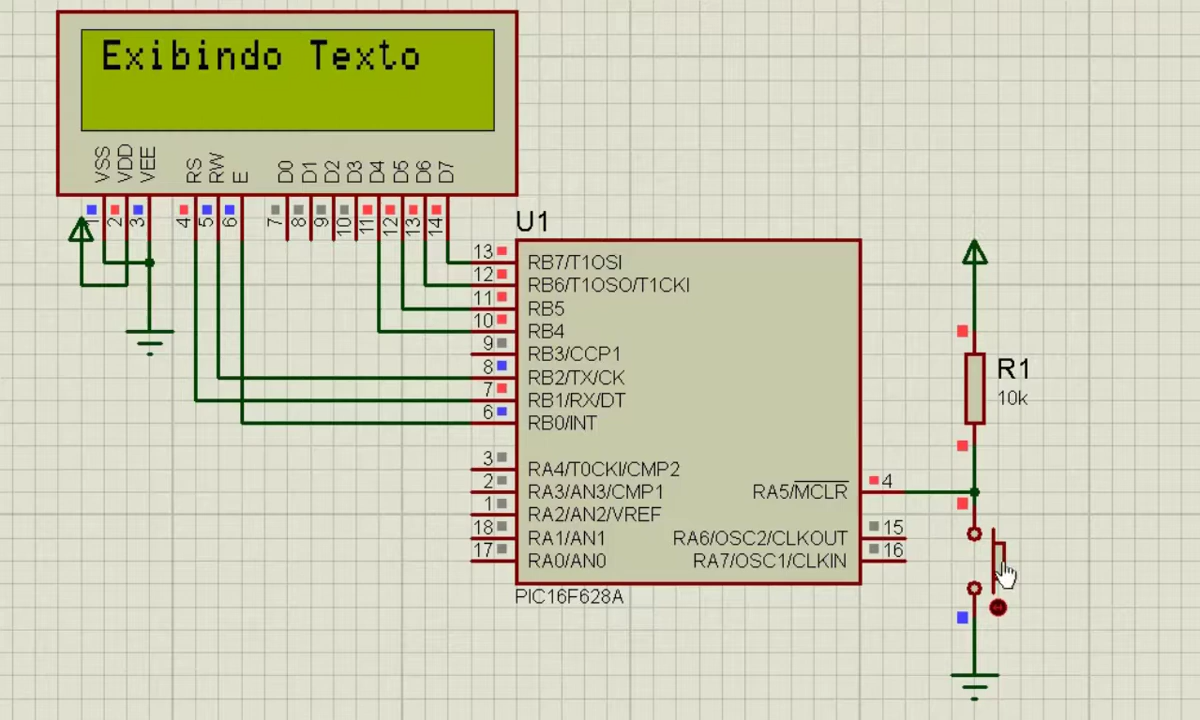 Exibindo Texto
VSS VDD VEE RS RW E D0 D1 D2 D3 D4 D5 D6 D7
1 2 3 4 5 6 7 8 9 10 11 12 13 14
U1
13 RB7/T1OSI
12 RB6/T1OSO/T1CKI
11 RB5
10 RB4
9 RB3/CCP1
8 RB2/TX/CK
7 RB1/RX/DT
6 RB0/INT
3 RA4/T0CKI/CMP2
2 RA3/AN3/CMP1
1 RA2/AN2/VREF
18 RA1/AN1
17 RA0/AN0
RA5/MCLR 4
RA6/OSC2/CLKOUT 15
RA7/OSC1/CLKIN 16
PIC16F628A
R1
10k